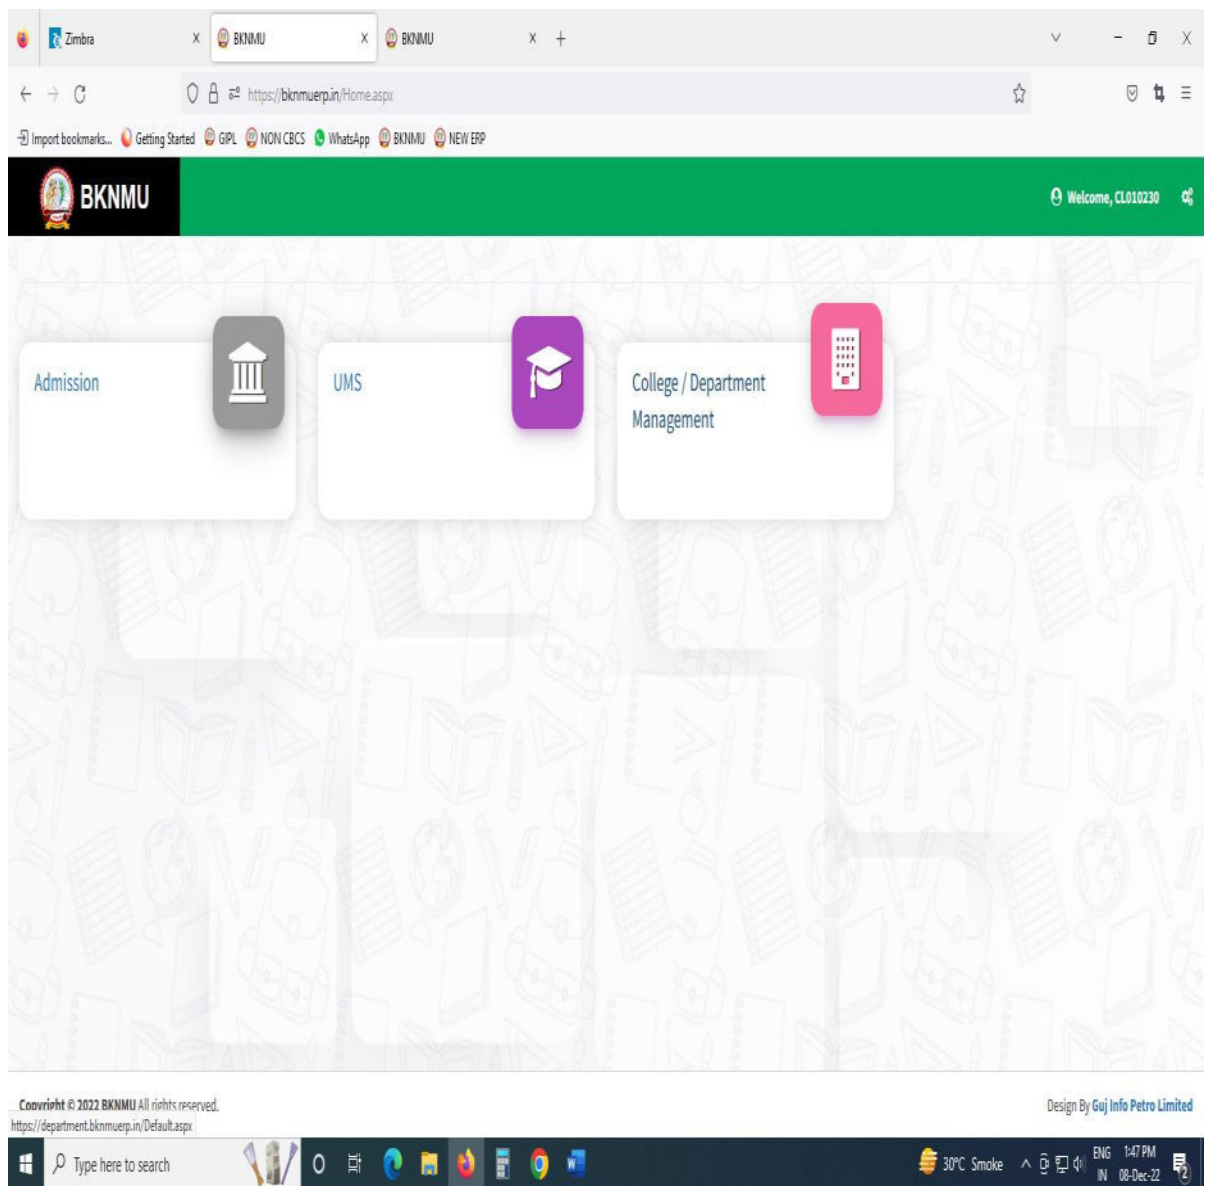 Zimbra X BKNMU X BKNMU X +
https://bknmuerp.in/Home.aspx
Import bookmarks... Getting Started GIPL NON CBCS WhatsApp BKNMU NEW ERP
BKNMU
Welcome, CL010230
Admission
UMS
College / Department
Management
Copyright © 2022 BKNMU All rights reserved.
Design By Guj Info Petro Limited
https://department.bknmuerp.in/Default.aspx
Type here to search
30°C Smoke
ENG
IN
1:47 PM
08-Dec-22
2